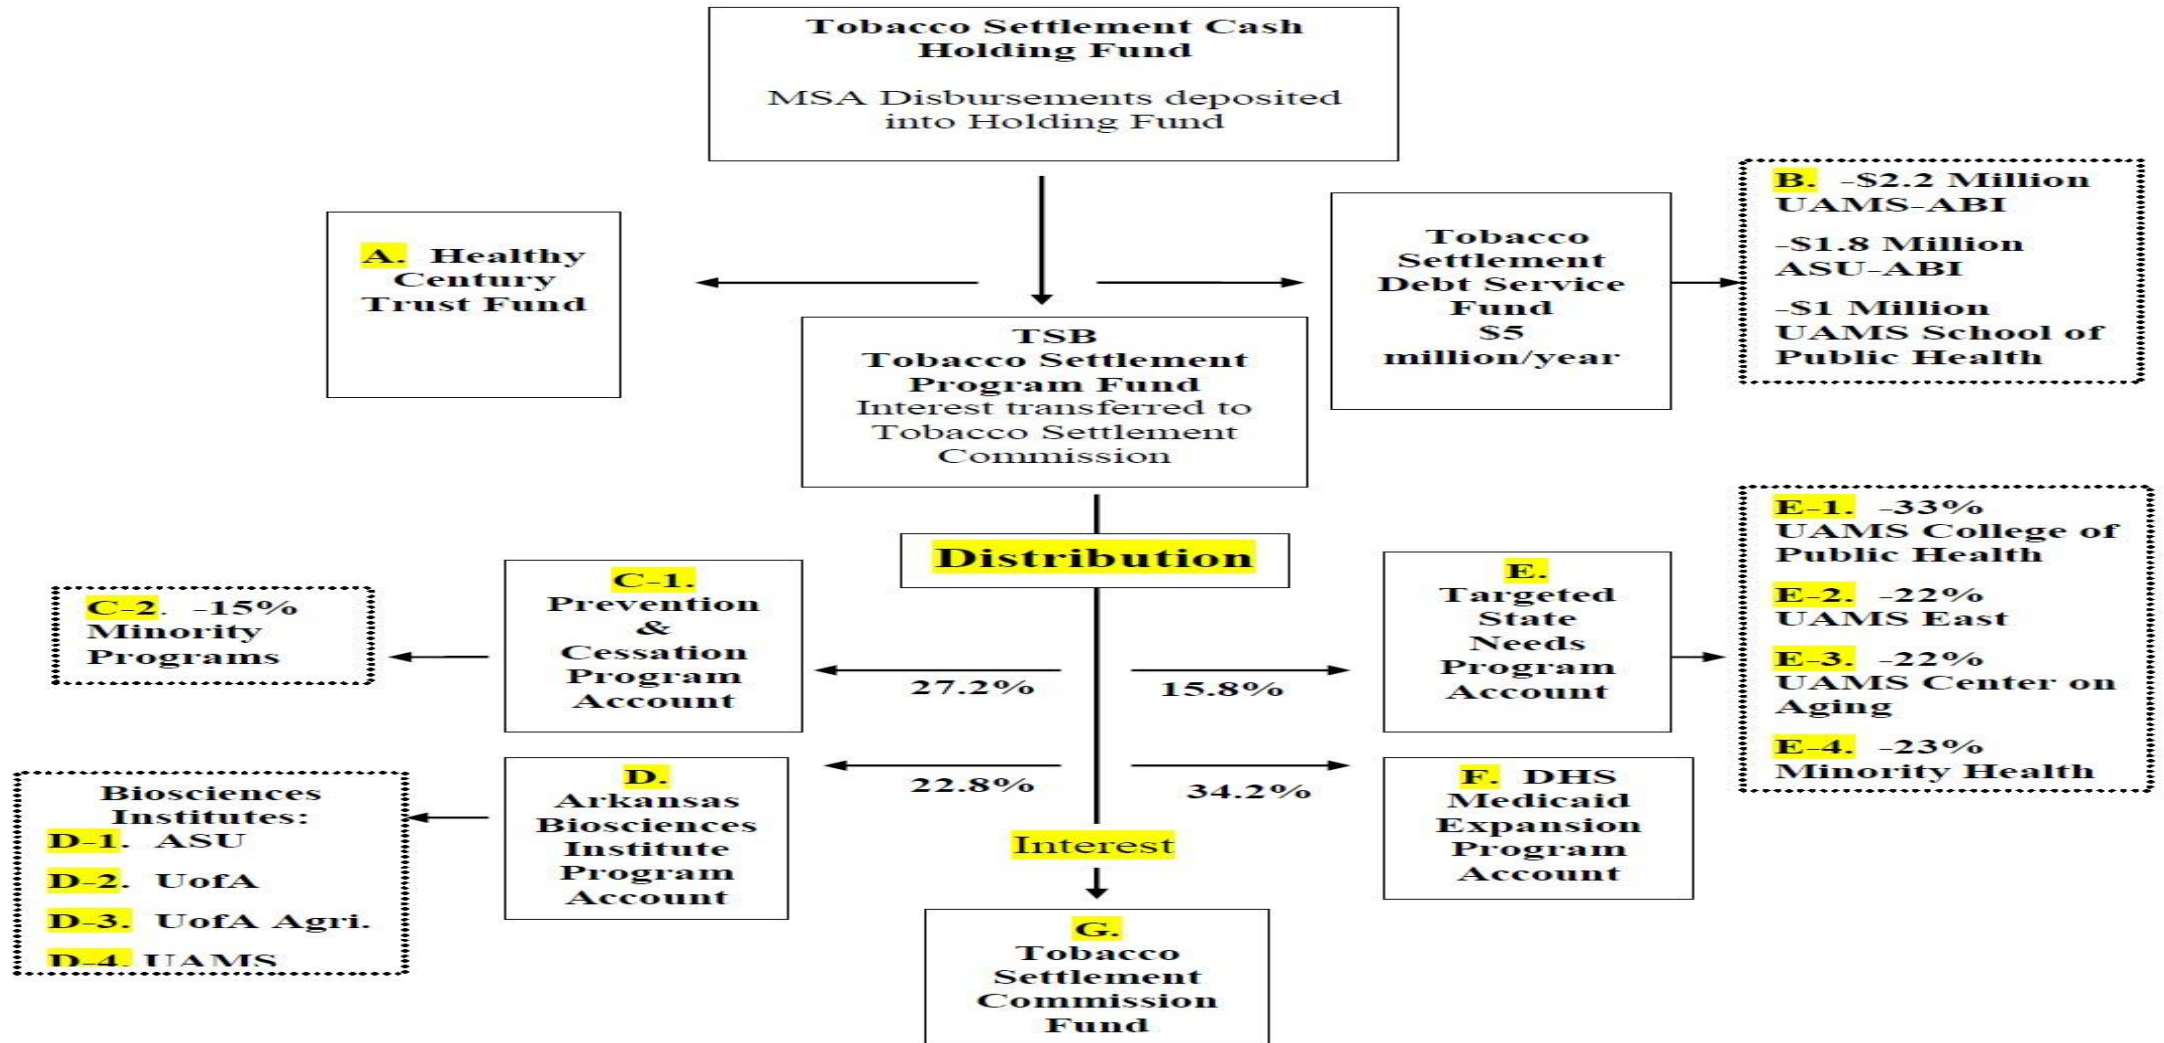 Tobacco Settlement Cash
Holding Fund
MSA Disbursements deposited
into Holding Fund
A. Healthy
Century
Trust Fund
Tobacco
Settlement
Debt Service
Fund
$5
million/year
B. -$2.2 Million
UAMS-ABI
-$1.8 Million
ASU-ABI
-$1 Million
UAMS School of
Public Health
TSB
Tobacco Settlement
Program Fund
Interest transferred to
Tobacco Settlement
Commission
Distribution
C-2. -15%
Minority
Programs
C-1.
Prevention
&
Cessation
Program
Account
27.2%
15.8%
E.
Targeted
State
Needs
Program
Account
E-1. -33%
UAMS College of
Public Health
E-2. -22%
UAMS East
E-3. -22%
UAMS Center on
Aging
E-4. -23%
Minority Health
Biosciences
Institutes:
D-1. ASU
D-2. UofA
D-3. UofA Agri.
D-4. UAMS
D.
Arkansas
Biosciences
Institute
Program
Account
22.8%
34.2%
F. DHS
Medicaid
Expansion
Program
Account
Interest
G.
Tobacco
Settlement
Commission
Fund